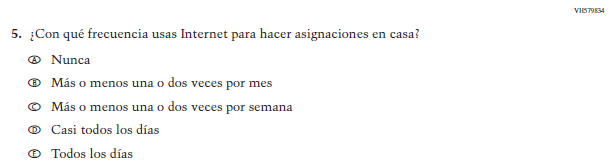 VH579834
5. ¿Con qué frecuencia usas Internet para hacer asignaciones en casa?
Ⓐ Nunca
Ⓑ Más o menos una o dos veces por mes
Ⓒ Más o menos una o dos veces por semana
Ⓓ Casi todos los días
Ⓔ Todos los días